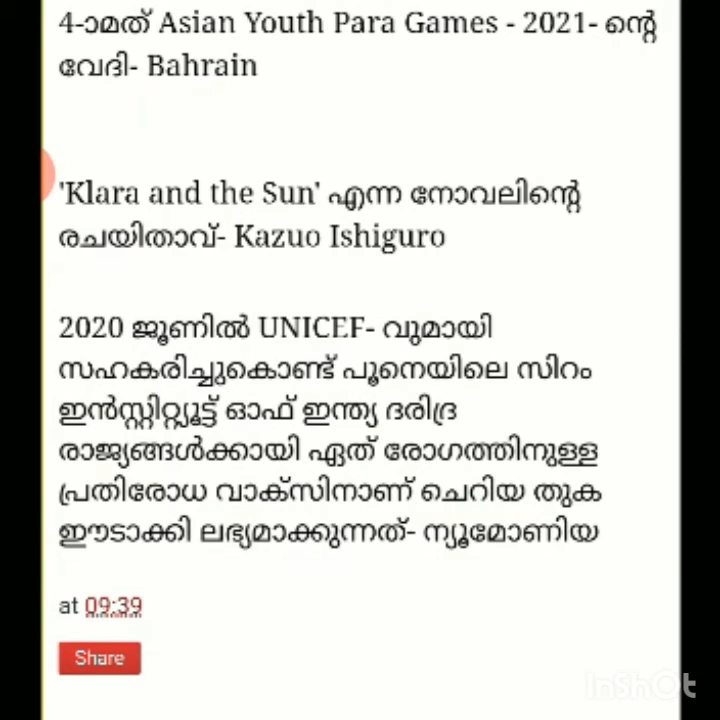 4-ാമത് Asian Youth Para Games - 2021- ന്റെ
വേദി- Bahrain
'Klara and the Sun' എന്ന നോവലിന്റെ
രചയിതാവ്- Kazuo Ishiguro
2020 ജൂണിൽ UNICEF- വുമായി
സഹകരിച്ചുകൊണ്ട് പൂനെയിലെ സിറം
ഇൻസ്റ്റിറ്റ്യൂട്ട് ഓഫ് ഇന്ത്യ ദരിദ്ര
രാജ്യങ്ങൾക്കായി ഏത് രോഗത്തിനുള്ള
പ്രതിരോധ വാക്സിനാണ് ചെറിയ തുക
ഈടാക്കി ലഭ്യമാക്കുന്നത്- ന്യൂമോണിയ
at 09:39
Share
InShOt